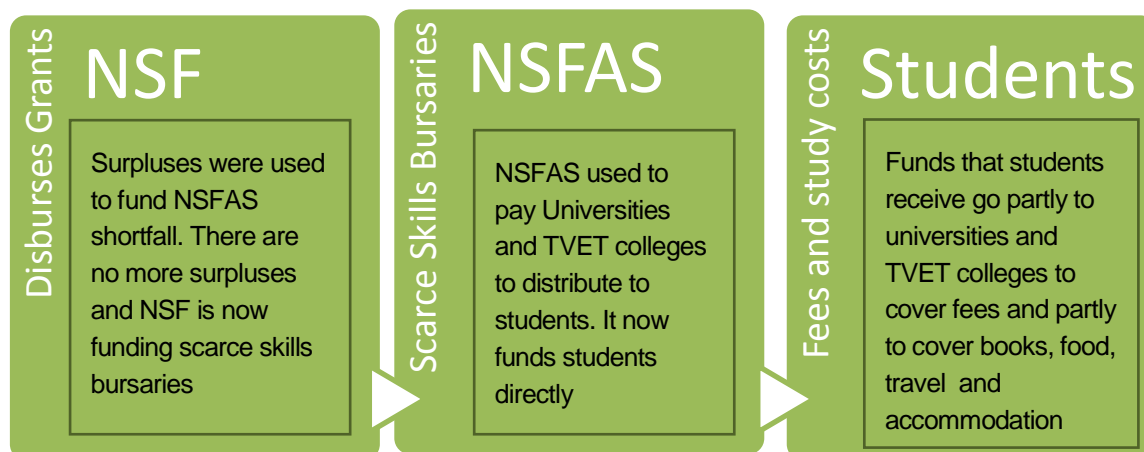 Disburses Grants
NSF
Surpluses were used
to fund NSFAS
shortfall. There are
no more surpluses
and NSF is now
funding scarce skills
bursaries
Scarce Skills Bursaries
NSFAS
NSFAS used to
pay Universities
and TVET colleges
to distribute to
students. It now
funds students
directly
Fees and study costs
Students
Funds that students
receive go partly to
universities and
TVET colleges to
cover fees and partly
to cover books, food,
travel and
accommodation